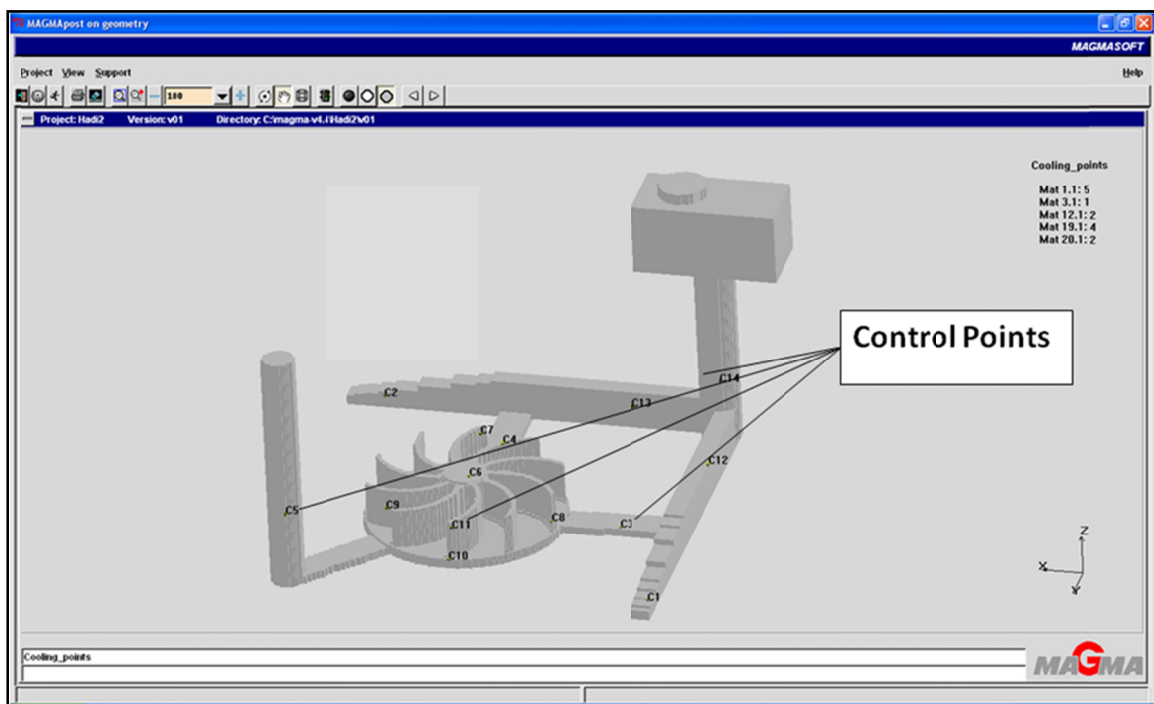 MAGMApost on geometry
MAGMASOFT
Project View Support Help
100
Project: Hadi2 Version: v01 Directory: C:\magma-v4.4\Hadi2\v01
Cooling_points
Mat 1.1: 5
Mat 3.1: 1
Mat 12.1: 2
Mat 19.1: 4
Mat 20.1: 2
Control Points
C14
C2
C13
C7
C4
C12
C6
C9
C5
C11
C8
C3
C10
C1
Z
X
Y
Cooling_points
MAGMA